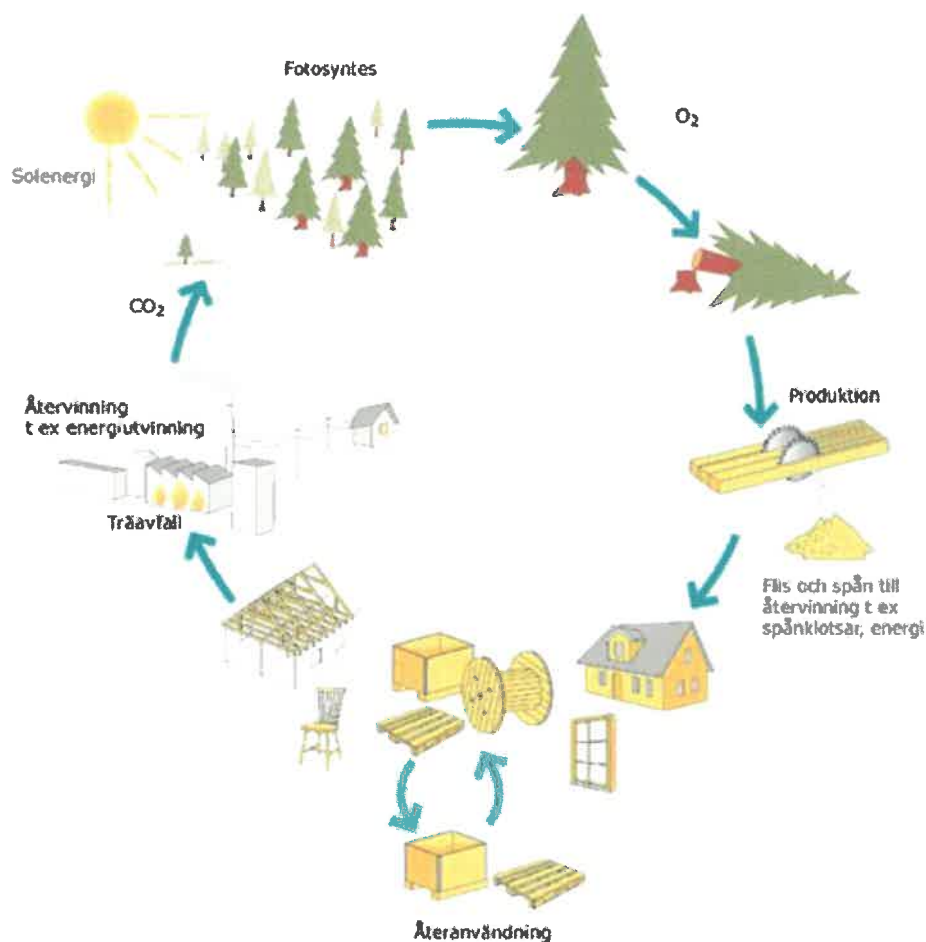 Fotosyntes
O₂
Solenergi
CO₂
Produktion
Återvinning
t ex energiutvinning
Träavfall
Flis och spån till
återvinning t ex
spånklotsar, energi
Återanvändning